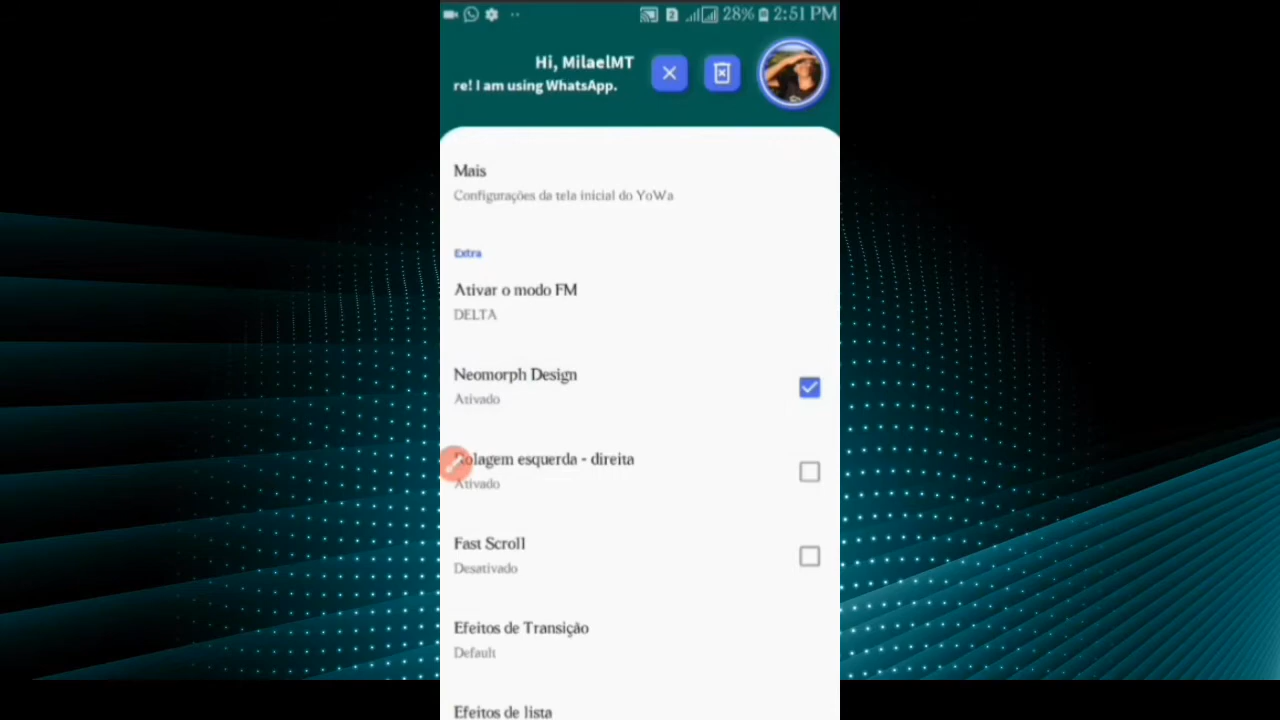 28% 2:51 PM
Hi, MilaelMT
re! I am using WhatsApp.
Mais
Configurações da tela inicial do YoWa
Extra
Ativar o modo FM
DELTA
Neomorph Design
Ativado
Rolagem esquerda - direita
Ativado
Fast Scroll
Desativado
Efeitos de Transição
Default
Efeitos de lista